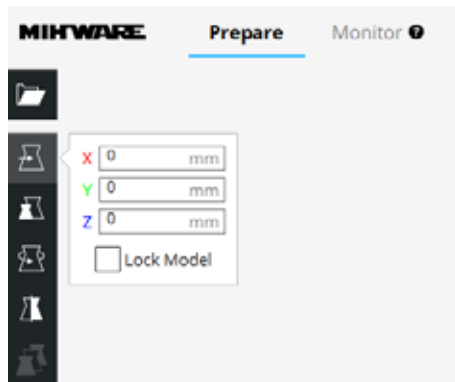 MIHWARE Prepare Monitor ?
X 0 mm
Y 0 mm
Z 0 mm
Lock Model